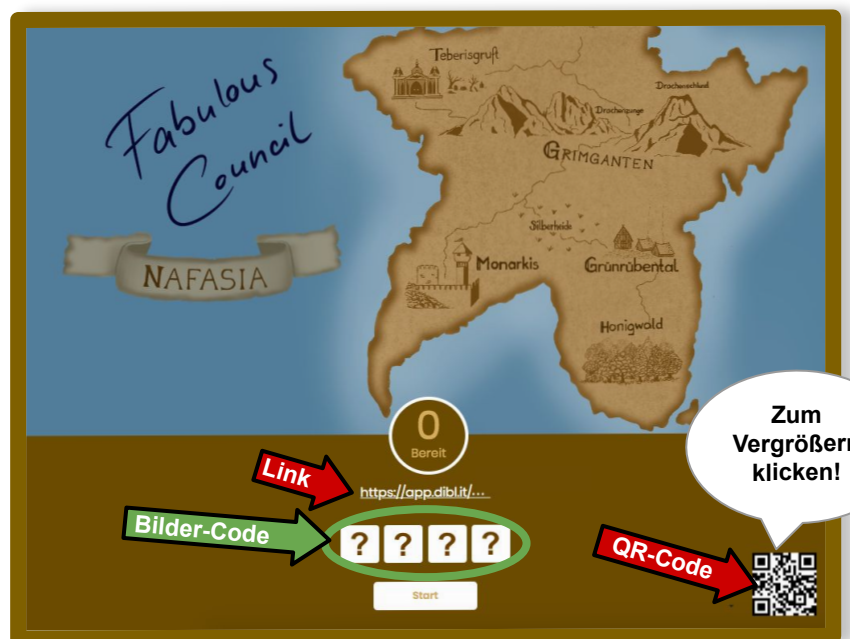 Fabulous
Council
NAFASIA
Teberisgruft
Drachenschlund
Drachenzunge
GRIMGANTEN
Silberheide
Monarkis
Grünrübental
Honigwald
0
Bereit
Link
https://app.dibl.it/...
Bilder-Code
? ? ? ?
Start
Zum
Vergrößern
klicken!
QR-Code